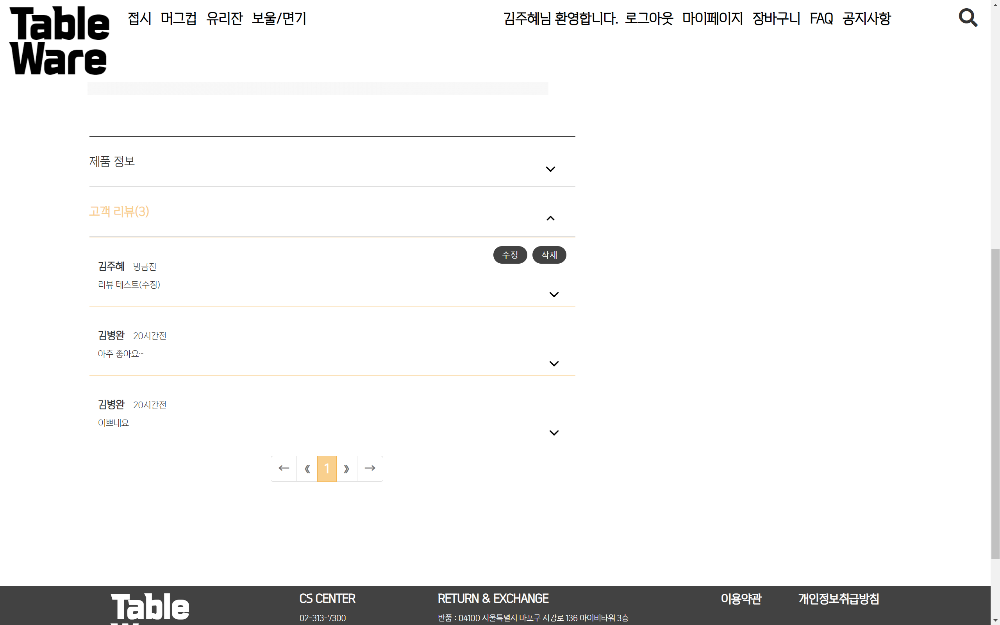 Table
Ware
접시 머그컵 유리잔 보울/면기
김주혜님 환영합니다. 로그아웃 마이페이지 장바구니 FAQ 공지사항
제품 정보
고객 리뷰(3)
수정 삭제
김주혜 방금전
리뷰 테스트(수정)
김병완 20시간전
아주 좋아요~
김병완 20시간전
이쁘네요
← 《 1 》 →
Table
CS CENTER
02-313-7300
RETURN & EXCHANGE
반품 : 04100 서울특별시 마포구 서강로 136 아이비타워 3층
이용약관 개인정보취급방침